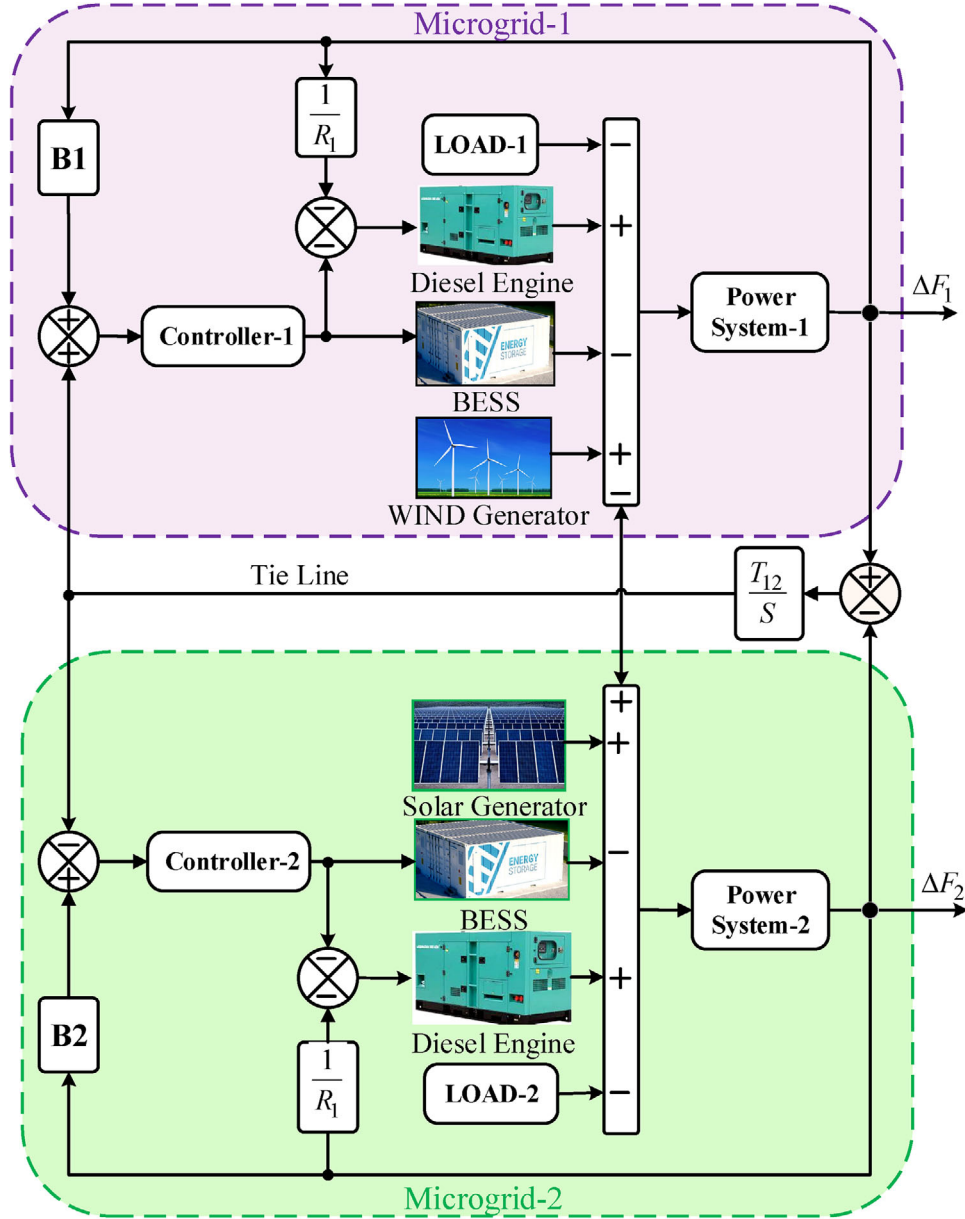 Microgrid-1
1
R₁
B1
LOAD-1
−
−
−
+
Diesel Engine
Power
System-1
ΔF₁
+
+
Controller-1
ENERGY
STORAGE
−
BESS
+
WIND Generator
−
Tie Line
T₁₂
S
+
−
+
+
Solar Generator
−
+
Controller-2
ENERGY
STORAGE
−
BESS
Power
System-2
ΔF₂
−
−
+
Diesel Engine
B2
1
R₁
LOAD-2
−
Microgrid-2